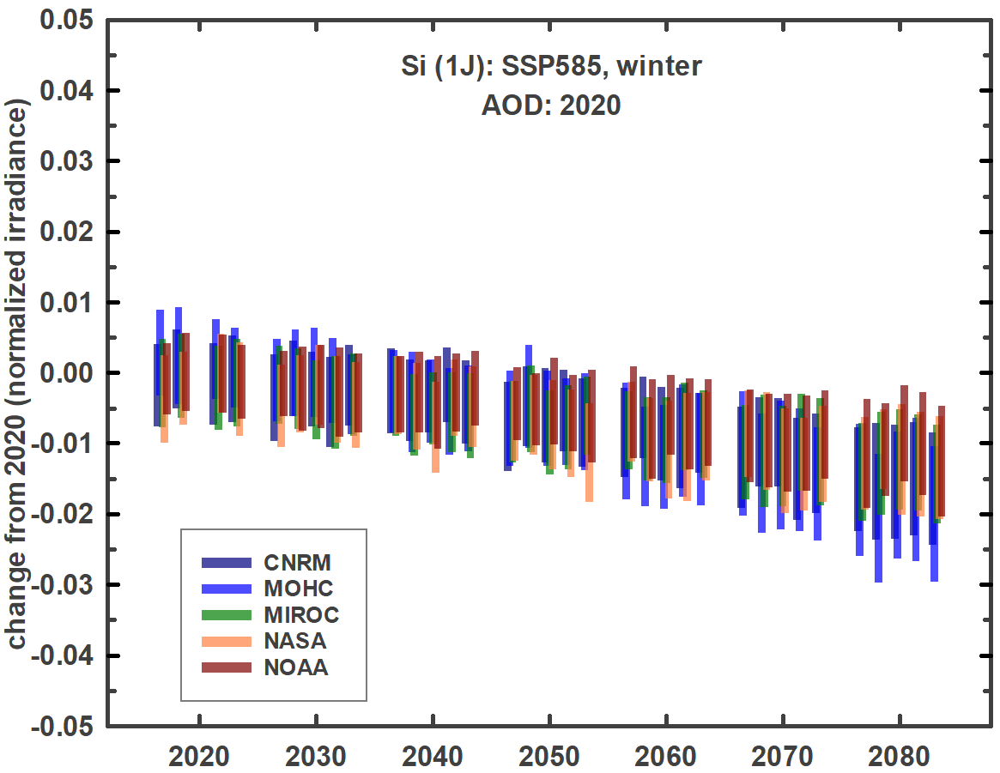 Si (1J): SSP585, winter
AOD: 2020
change from 2020 (normalized irradiance)
0.05
0.04
0.03
0.02
0.01
0.00
-0.01
-0.02
-0.03
-0.04
-0.05
CNRM
MOHC
MIROC
NASA
NOAA
2020 2030 2040 2050 2060 2070 2080